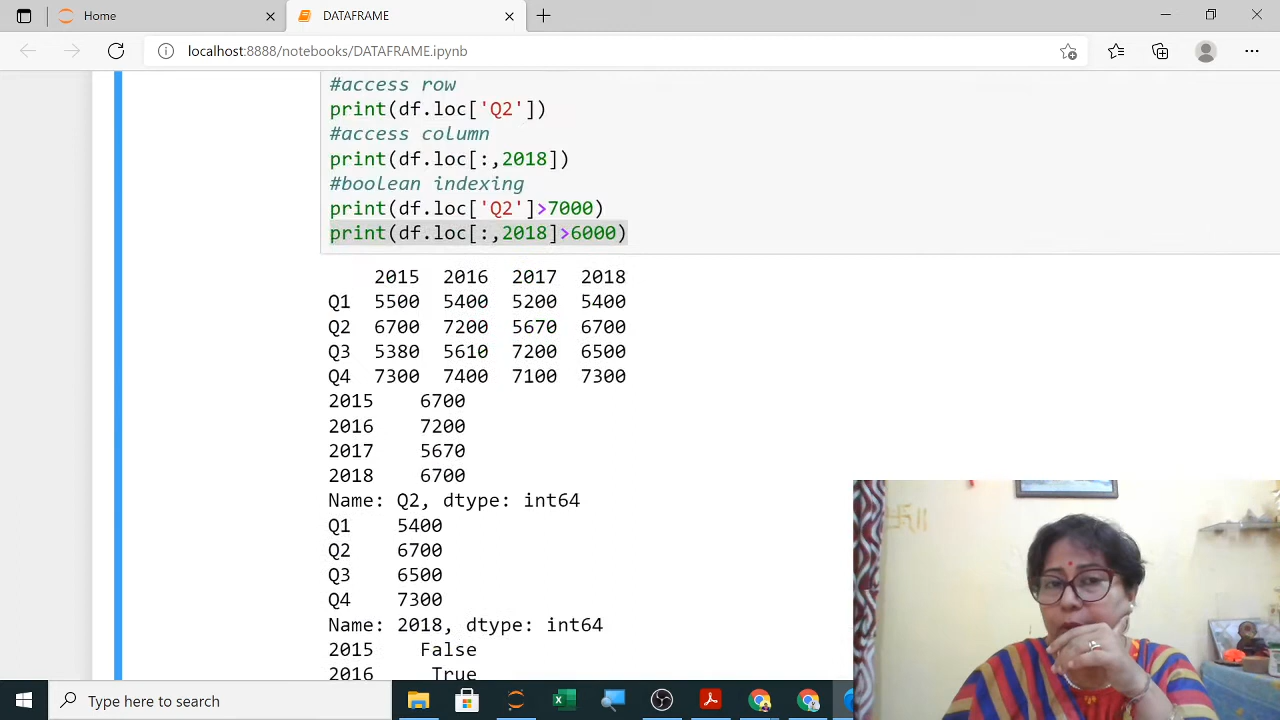 Home
DATAFRAME
localhost:8888/notebooks/DATAFRAME.ipynb
#access row
print(df.loc['Q2'])
#access column
print(df.loc[:,2018])
#boolean indexing
print(df.loc['Q2']>7000)
print(df.loc[:,2018]>6000)
2015 2016 2017 2018
Q1 5500 5400 5200 5400
Q2 6700 7200 5670 6700
Q3 5380 5610 7200 6500
Q4 7300 7400 7100 7300
2015 6700
2016 7200
2017 5670
2018 6700
Name: Q2, dtype: int64
Q1 5400
Q2 6700
Q3 6500
Q4 7300
Name: 2018, dtype: int64
2015 False
2016 True
Type here to search